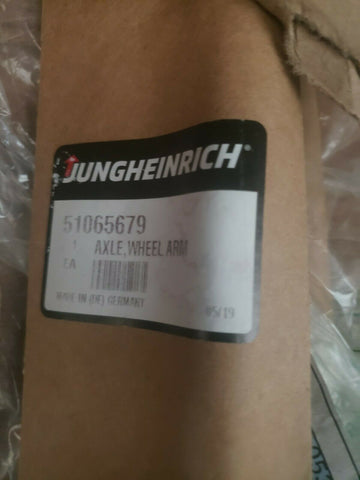 JUNGHEINRICH®
51065679
1 AXLE,WHEEL ARM
EA
MADE IN (DE) GERMANY
05/19